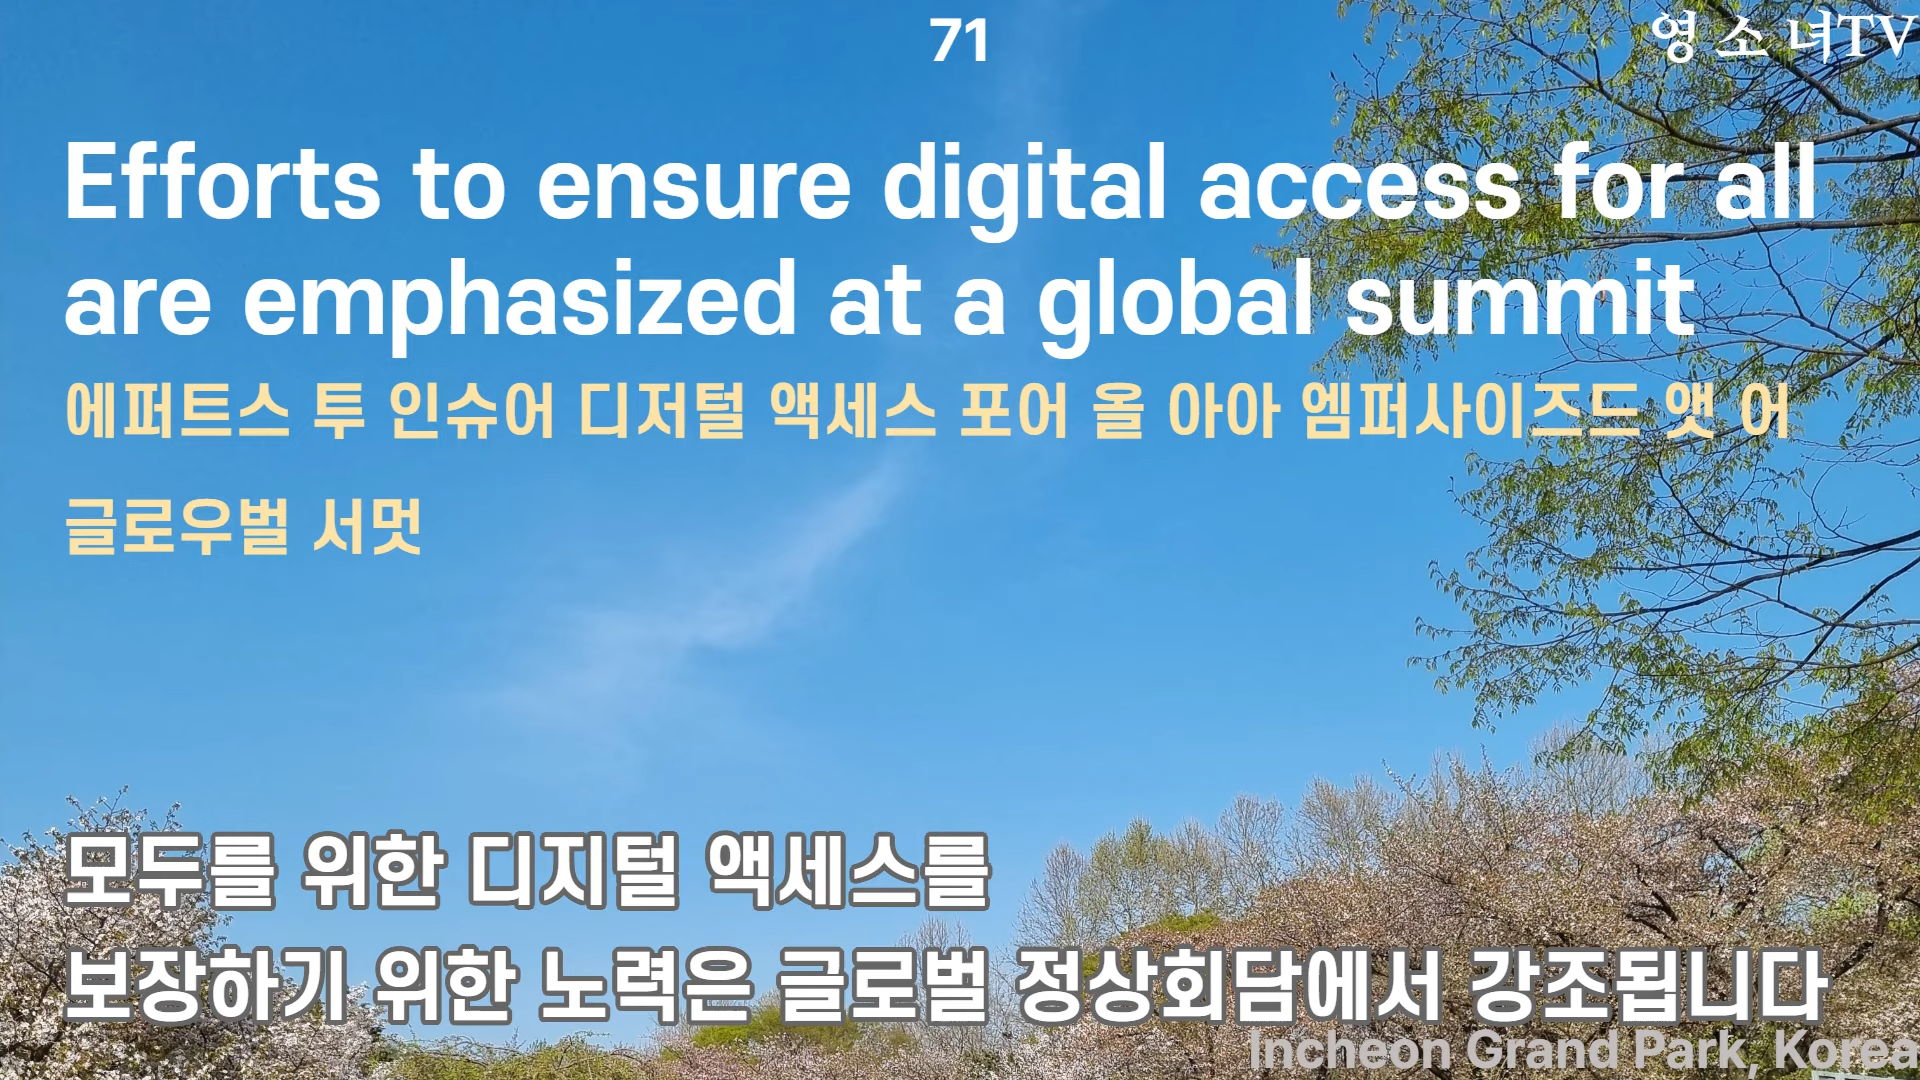 71
영 소 녀TV
Efforts to ensure digital access for all
are emphasized at a global summit
에퍼트스 투 인슈어 디저털 액세스 포어 올 아아 엠퍼사이즈드 앳 어
글로우벌 서멋
모두를 위한 디지털 액세스를
보장하기 위한 노력은 글로벌 정상회담에서 강조됩니다
Incheon Grand Park, Korea